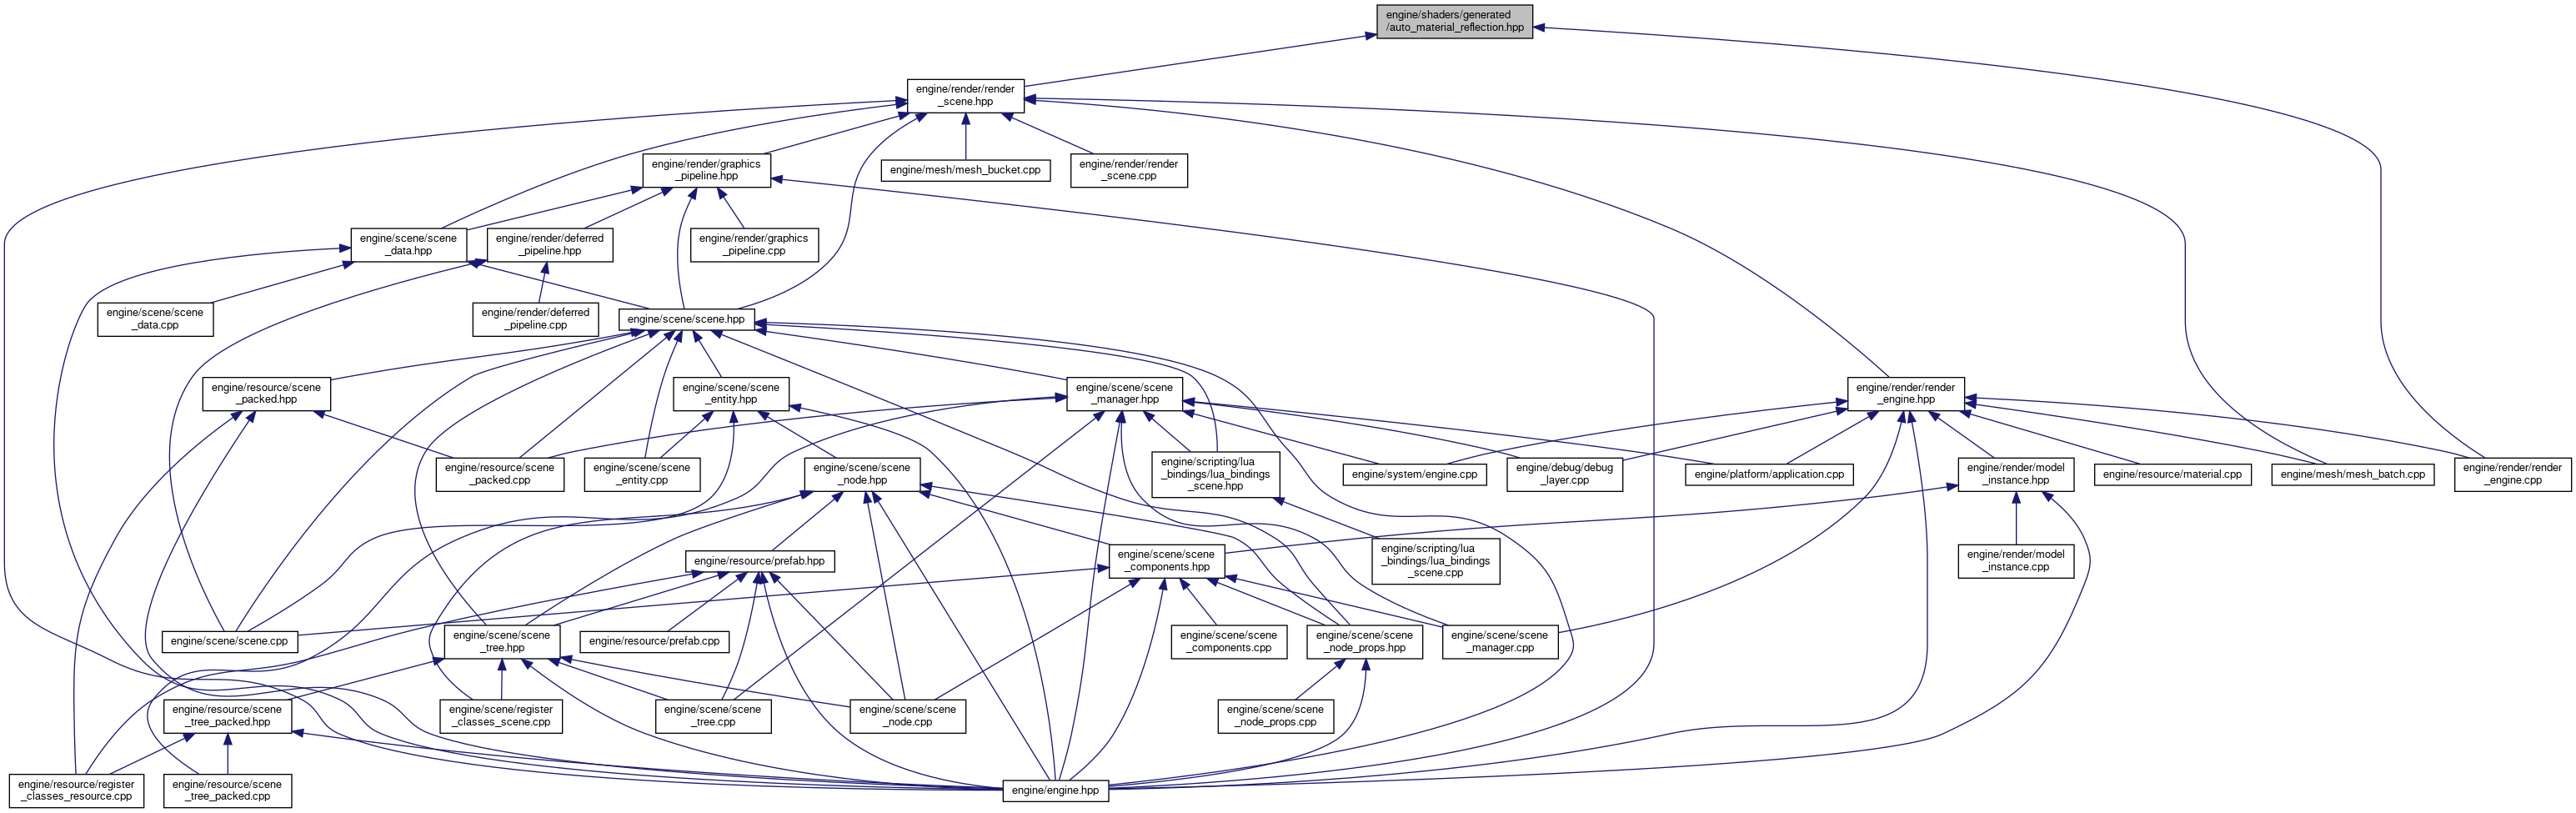 engine/shaders/generated
/auto_material_reflection.hpp
engine/render/render
_scene.hpp
engine/render/graphics
_pipeline.hpp
engine/mesh/mesh_bucket.cpp
engine/render/render
_scene.cpp
engine/scene/scene
_data.hpp
engine/render/deferred
_pipeline.hpp
engine/render/graphics
_pipeline.cpp
engine/scene/scene
_data.cpp
engine/render/deferred
_pipeline.cpp
engine/scene/scene.hpp
engine/resource/scene
_packed.hpp
engine/scene/scene
_entity.hpp
engine/scene/scene
_manager.hpp
engine/render/render
_engine.hpp
engine/resource/scene
_packed.cpp
engine/scene/scene
_entity.cpp
engine/scene/scene
_node.hpp
engine/scripting/lua
_bindings/lua_bindings
_scene.hpp
engine/system/engine.cpp
engine/debug/debug
_layer.cpp
engine/platform/application.cpp
engine/render/model
_instance.hpp
engine/resource/material.cpp
engine/mesh/mesh_batch.cpp
engine/render/render
_engine.cpp
engine/resource/prefab.hpp
engine/scene/scene
_components.hpp
engine/scripting/lua
_bindings/lua_bindings
_scene.cpp
engine/render/model
_instance.cpp
engine/scene/scene.cpp
engine/scene/scene
_tree.hpp
engine/resource/prefab.cpp
engine/scene/scene
_components.cpp
engine/scene/scene
_node_props.hpp
engine/scene/scene
_manager.cpp
engine/resource/scene
_tree_packed.hpp
engine/scene/register
_classes_scene.cpp
engine/scene/scene
_tree.cpp
engine/scene/scene
_node.cpp
engine/scene/scene
_node_props.cpp
engine/resource/register
_classes_resource.cpp
engine/resource/scene
_tree_packed.cpp
engine/engine.hpp